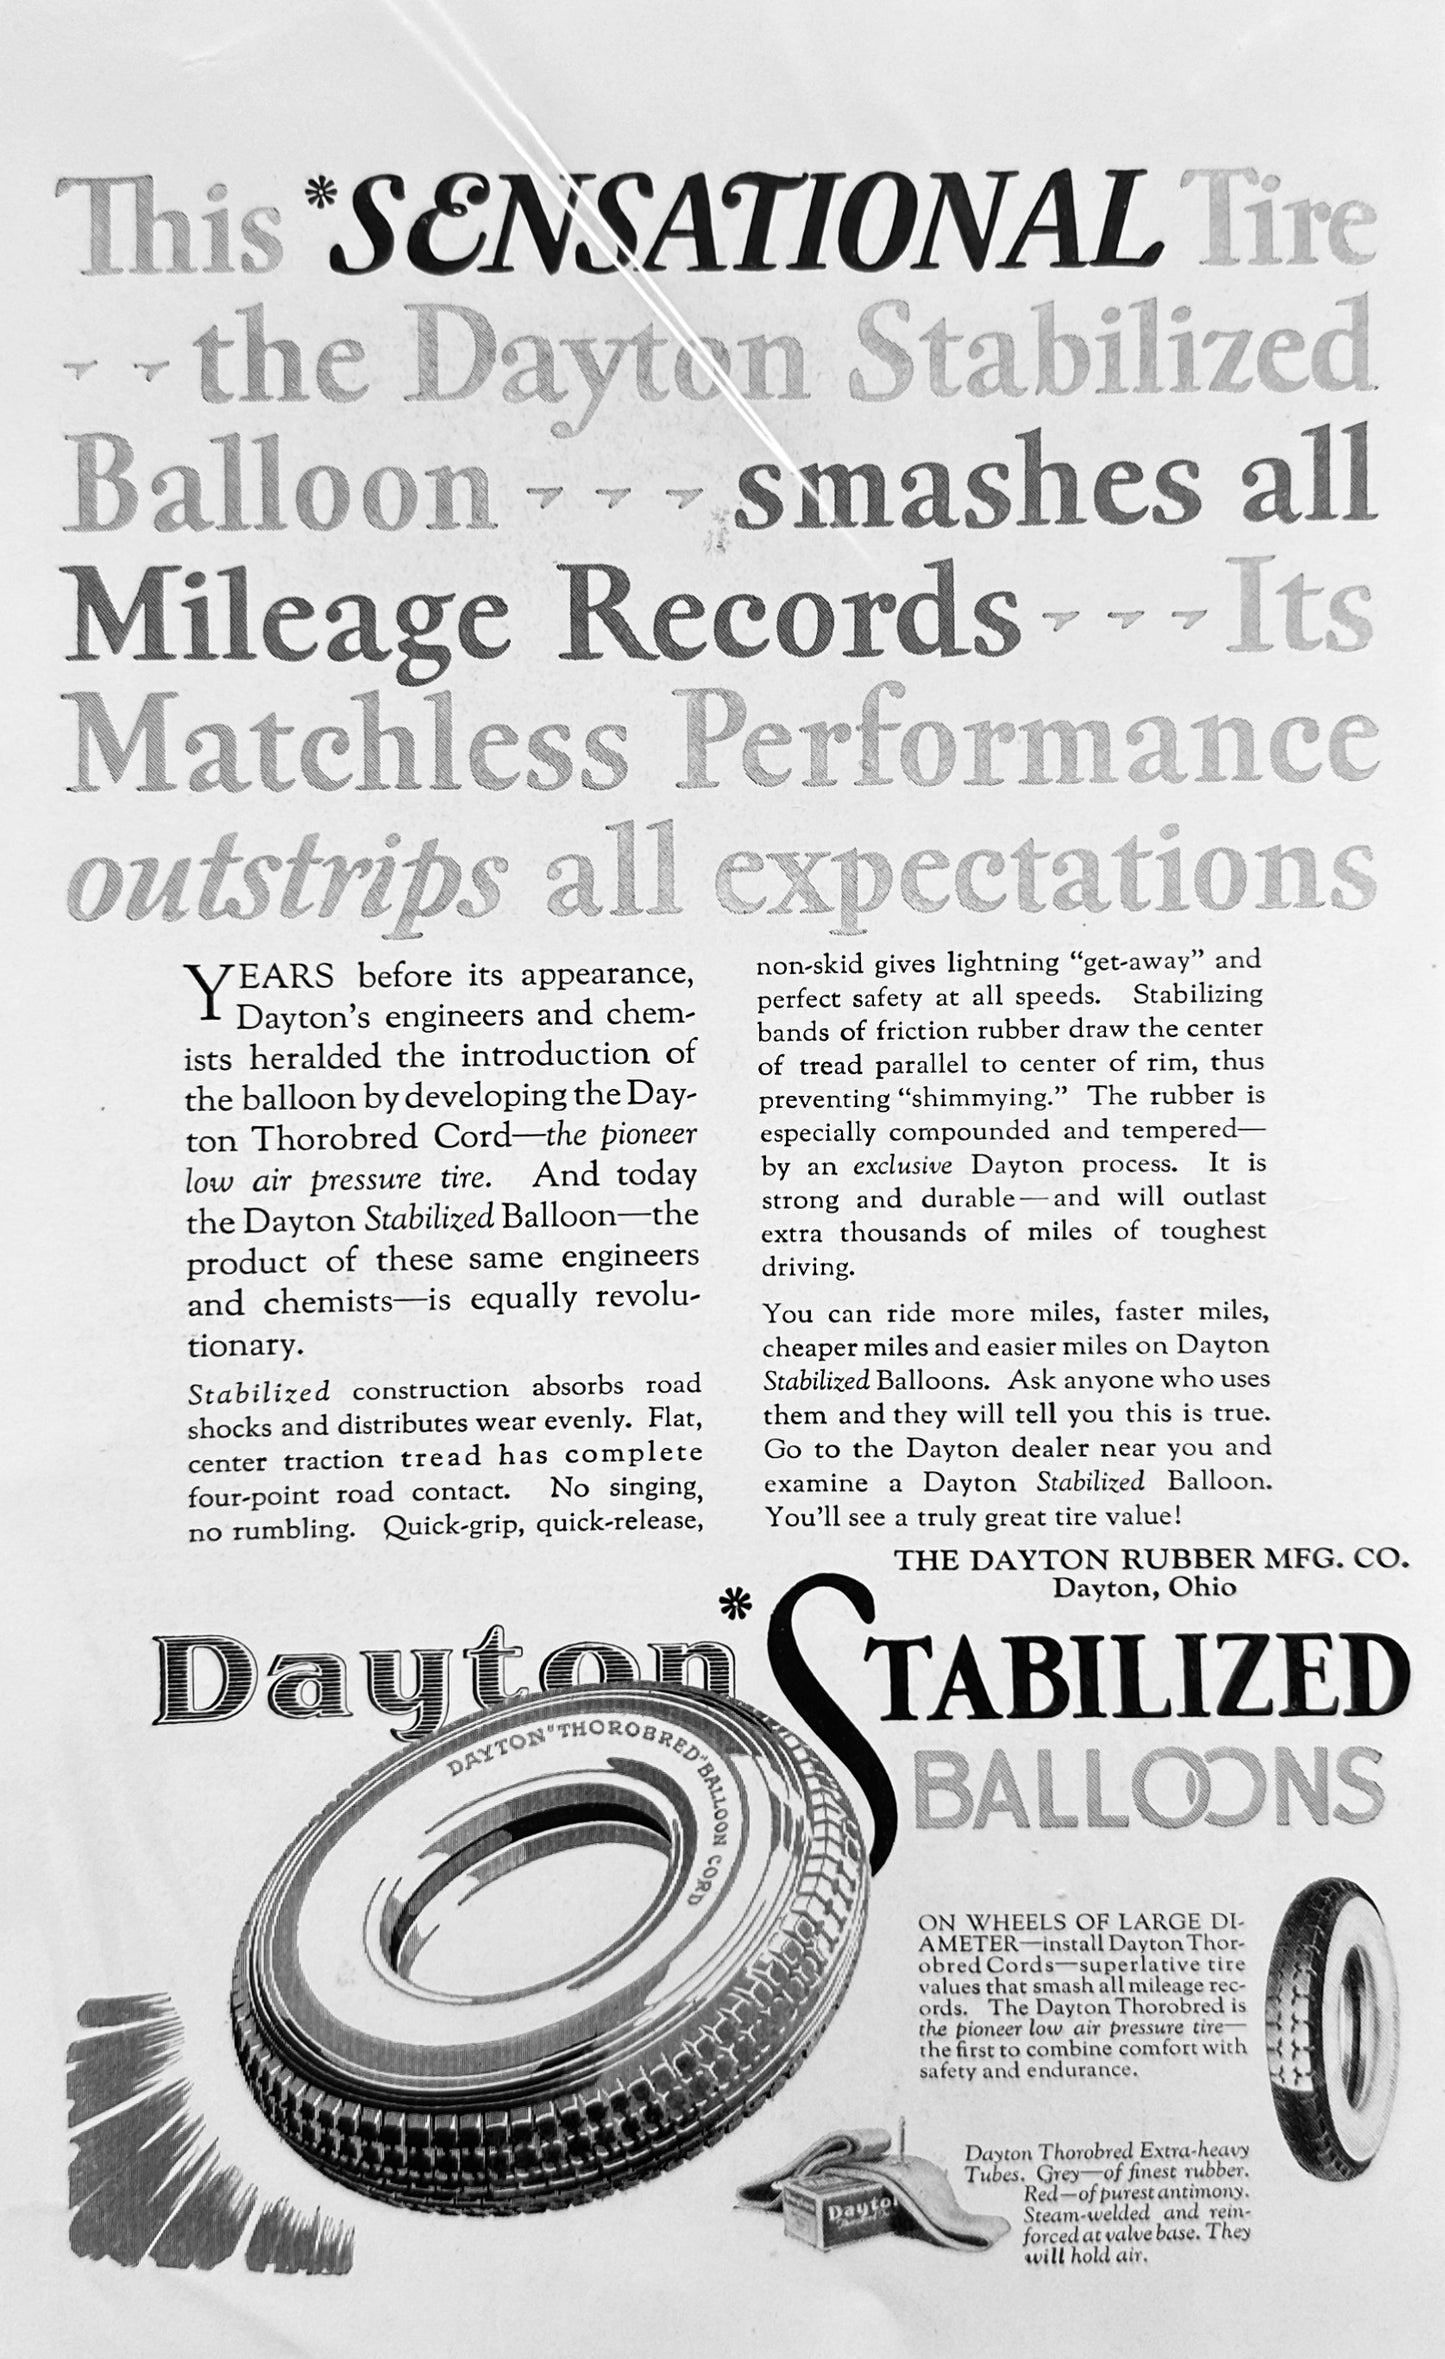 This *SENSATIONAL Tire
- - the Dayton Stabilized
Balloon - - - smashes all
Mileage Records - - - Its
Matchless Performance
outstrips all expectations
YEARS before its appearance,
Dayton's engineers and chem-
ists heralded the introduction of
the balloon by developing the Day-
ton Thorobred Cord—the pioneer
low air pressure tire. And today
the Dayton Stabilized Balloon—the
product of these same engineers
and chemists—is equally revolu-
tionary.
Stabilized construction absorbs road
shocks and distributes wear evenly. Flat,
center traction tread has complete
four-point road contact. No singing,
no rumbling. Quick-grip, quick-release,
non-skid gives lightning "get-away" and
perfect safety at all speeds. Stabilizing
bands of friction rubber draw the center
of tread parallel to center of rim, thus
preventing "shimmying." The rubber is
especially compounded and tempered—
by an exclusive Dayton process. It is
strong and durable—and will outlast
extra thousands of miles of toughest
driving.
You can ride more miles, faster miles,
cheaper miles and easier miles on Dayton
Stabilized Balloons. Ask anyone who uses
them and they will tell you this is true.
Go to the Dayton dealer near you and
examine a Dayton Stabilized Balloon.
You'll see a truly great tire value!
THE DAYTON RUBBER MFG. CO.
Dayton, Ohio
Dayton *STABILIZED
BALLOONS
DAYTON "THOROBRED" BALLOON CORD
ON WHEELS OF LARGE DI-
AMETER—install Dayton Thor-
obred Cords—superlative tire
values that smash all mileage rec-
ords. The Dayton Thorobred is
the pioneer low air pressure tire—
the first to combine comfort with
safety and endurance.
Dayton Thorobred Extra-heavy
Tubes. Grey—of finest rubber.
Red—of purest antimony.
Steam-welded and rein-
forced at valve base. They
will hold air.
Dayton